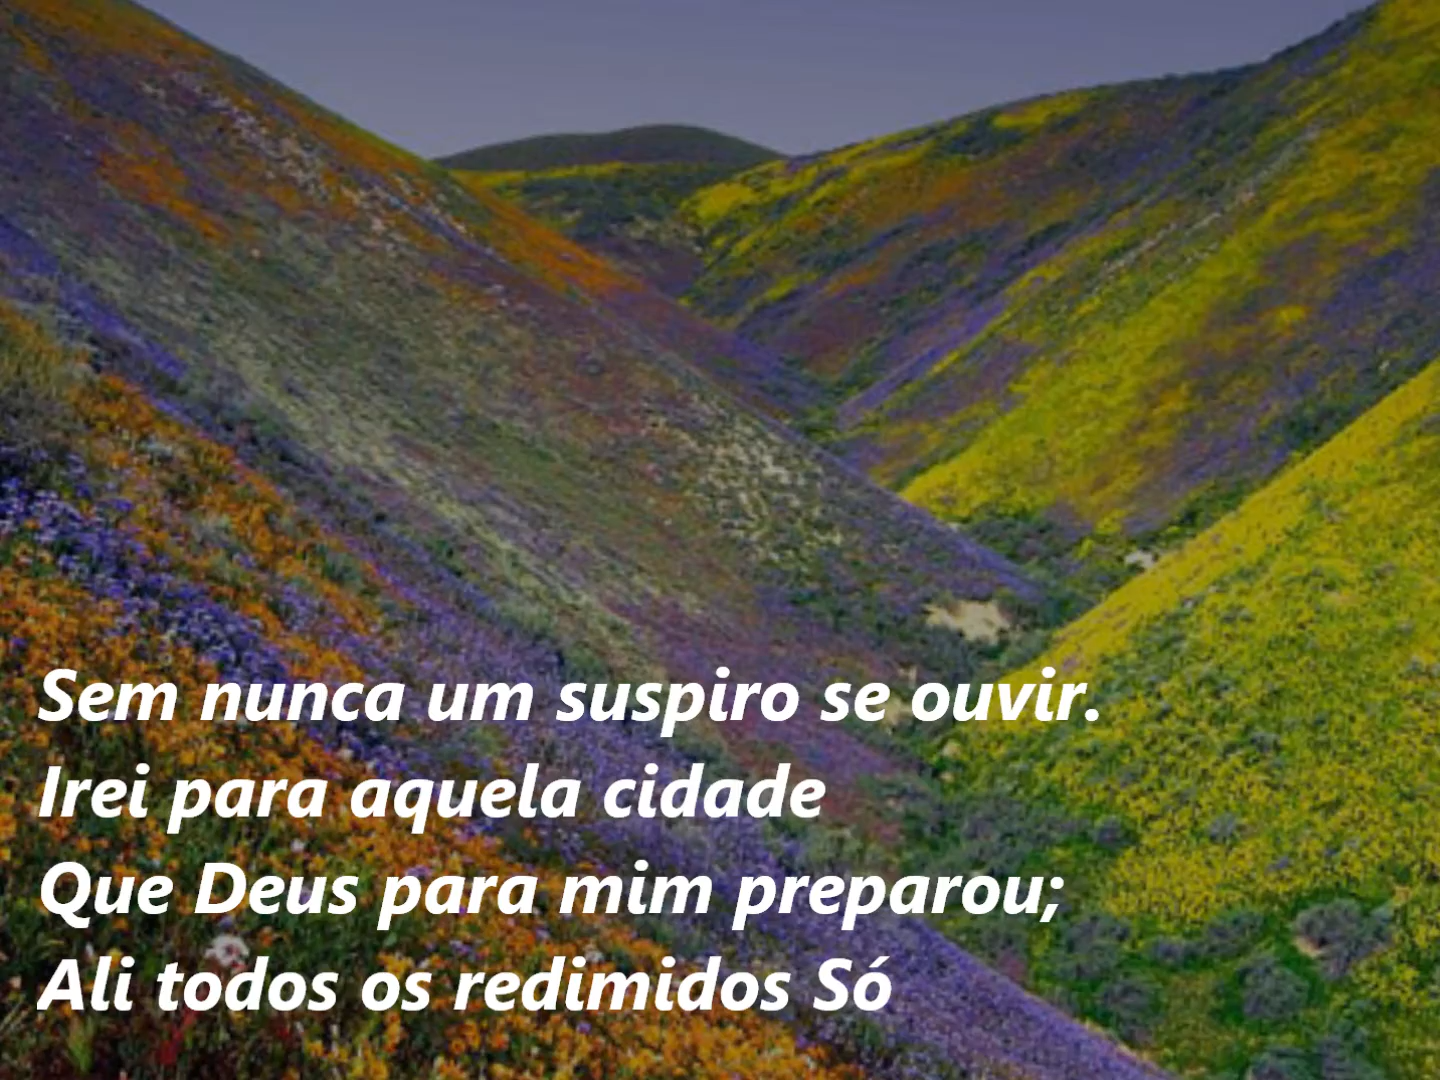 Sem nunca um suspiro se ouvir.
Irei para aquela cidade
Que Deus para mim preparou;
Ali todos os redimidos Só